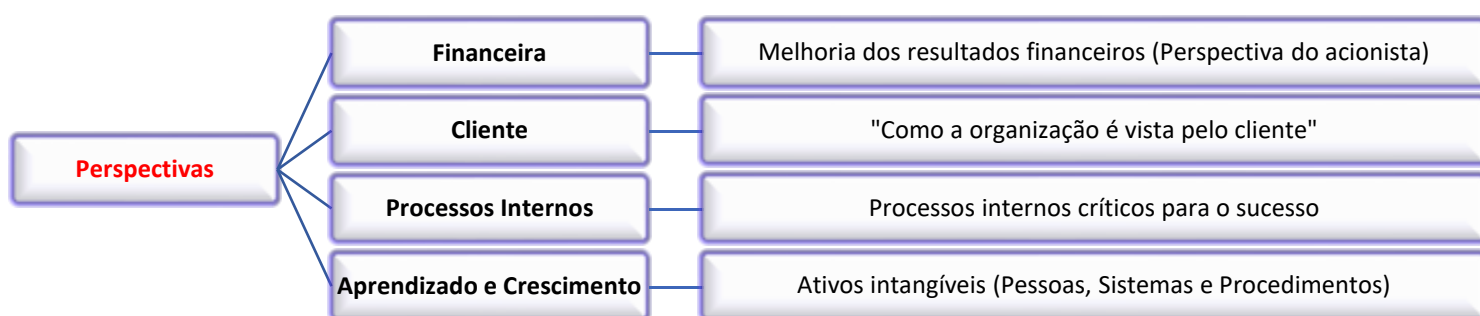 Perspectivas
Financeira
Melhoria dos resultados financeiros (Perspectiva do acionista)
Cliente
"Como a organização é vista pelo cliente"
Processos Internos
Processos internos críticos para o sucesso
Aprendizado e Crescimento
Ativos intangíveis (Pessoas, Sistemas e Procedimentos)